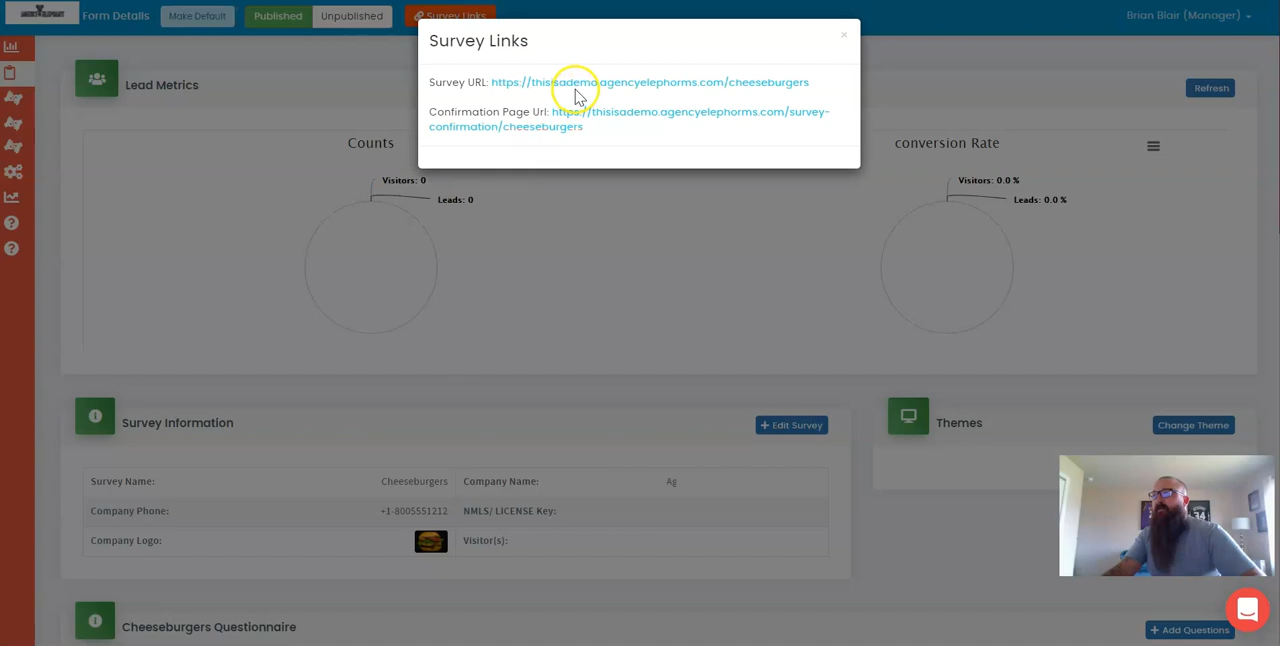 Form Details
Make Default
Published
Unpublished
Survey Links
Brian Blair (Manager)
Survey Links
×
Survey URL: https://thisisademo.agencyelephorms.com/cheeseburgers
Confirmation Page Url: https://thisisademo.agencyelephorms.com/survey-
confirmation/cheeseburgers
Lead Metrics
Refresh
Counts
conversion Rate
Visitors: 0
Leads: 0
Visitors: 0.0 %
Leads: 0.0 %
Survey Information
+ Edit Survey
Themes
Change Theme
Survey Name:
Cheeseburgers
Company Name:
Ag
Company Phone:
+1-8005551212
NMLS/ LICENSE Key:
Company Logo:
Visitor(s):
Cheeseburgers Questionnaire
+ Add Questions